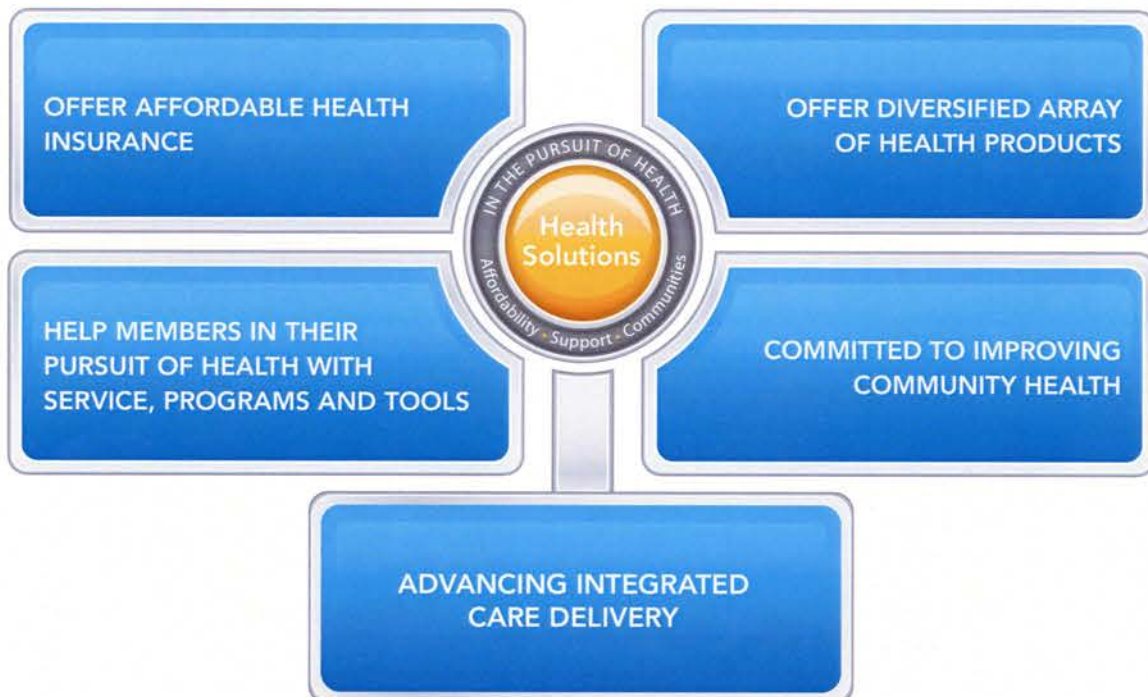 OFFER AFFORDABLE HEALTH
INSURANCE
OFFER DIVERSIFIED ARRAY
OF HEALTH PRODUCTS
IN THE PURSUIT OF HEALTH
Health
Solutions
Affordability • Support • Communities
HELP MEMBERS IN THEIR
PURSUIT OF HEALTH WITH
SERVICE, PROGRAMS AND TOOLS
COMMITTED TO IMPROVING
COMMUNITY HEALTH
ADVANCING INTEGRATED
CARE DELIVERY